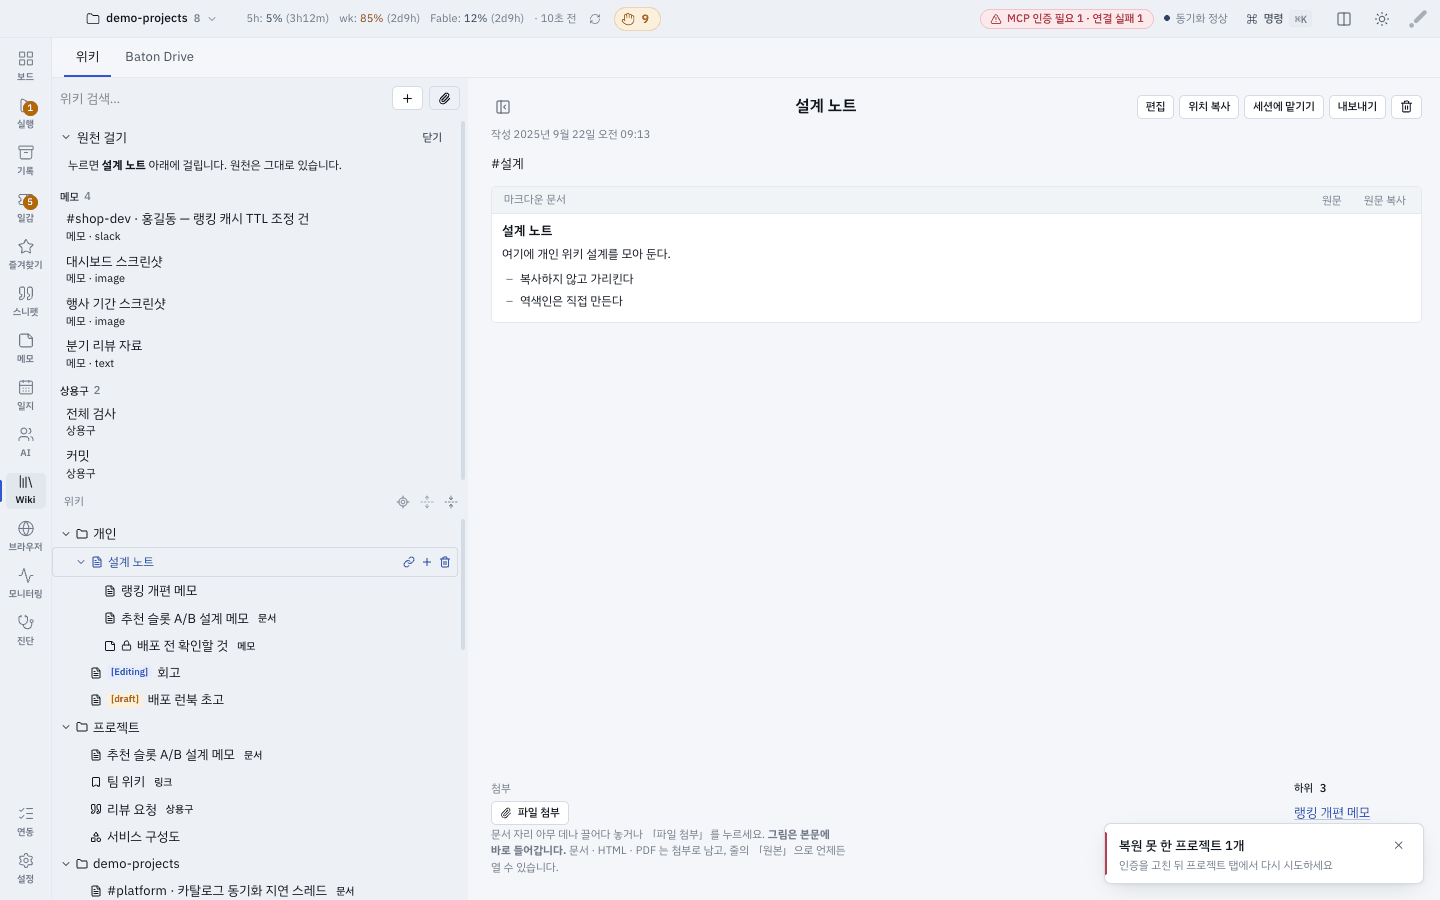 demo-projects 8
5h: 5% (3h12m) wk: 85% (2d9h) Fable: 12% (2d9h) · 10초 전
9
MCP 인증 필요 1 · 연결 실패 1
동기화 정상
명령 ⌘K
위키
Baton Drive
보드
1
실행
기록
5
일감
즐겨찾기
스니펫
메모
일지
AI
Wiki
브라우저
모니터링
진단
연동
설정
위키 검색...
원천 걸기
닫기
누르면 설계 노트 아래에 걸립니다. 원천은 그대로 있습니다.
메모 4
#shop-dev · 홍길동 — 랭킹 캐시 TTL 조정 건
메모 · slack
대시보드 스크린샷
메모 · image
행사 기간 스크린샷
메모 · image
분기 리뷰 자료
메모 · text
상용구 2
전체 검사
상용구
커밋
상용구
위키
개인
설계 노트
랭킹 개편 메모
추천 슬롯 A/B 설계 메모 문서
배포 전 확인할 것 메모
[Editing] 회고
[draft] 배포 런북 초고
프로젝트
추천 슬롯 A/B 설계 메모 문서
팀 위키 링크
리뷰 요청 상용구
서비스 구성도
demo-projects
#platform · 카탈로그 동기화 지연 스레드 문서
설계 노트
편집
위치 복사
세션에 맡기기
내보내기
작성 2025년 9월 22일 오전 09:13
#설계
마크다운 문서
원문
원문 복사
설계 노트
여기에 개인 위키 설계를 모아 둔다.
– 복사하지 않고 가리킨다
– 역색인은 직접 만든다
첨부
파일 첨부
문서 자리 아무 데나 끌어다 놓거나 「파일 첨부」를 누르세요. 그림은 본문에
바로 들어갑니다. 문서 · HTML · PDF 는 첨부로 남고, 줄의 「원본」으로 언제든
열 수 있습니다.
하위 3
랭킹 개편 메모
복원 못 한 프로젝트 1개
인증을 고친 뒤 프로젝트 탭에서 다시 시도하세요